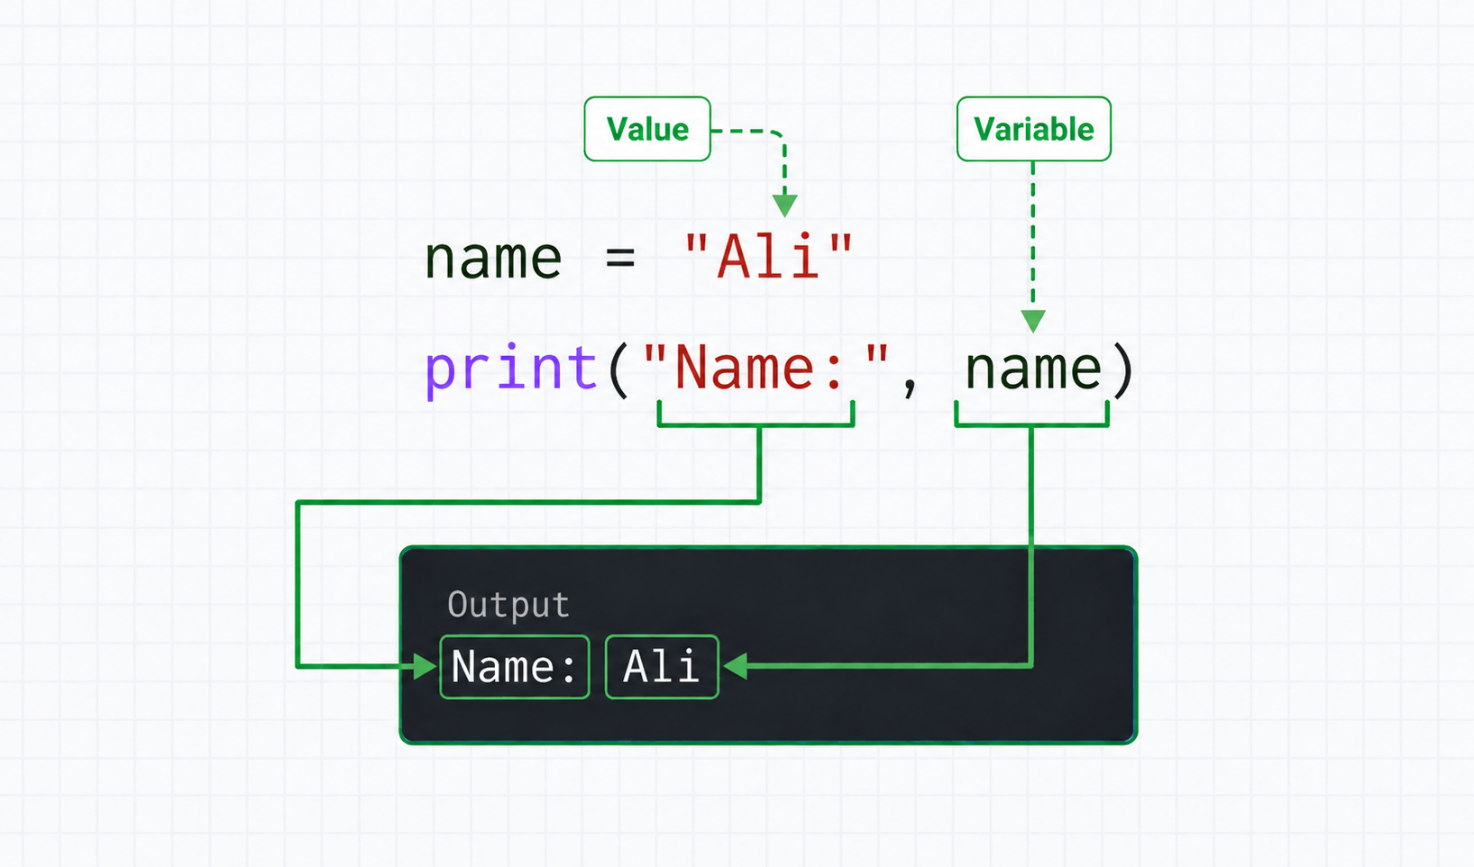 Value
Variable
name = "Ali"
print("Name:", name)
Output
Name: Ali